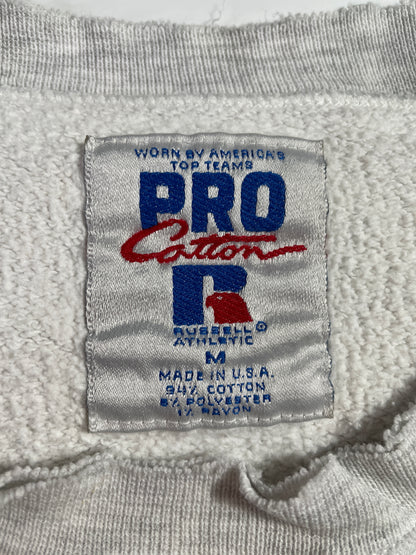 WORN BY AMERICA'S
TOP TEAMS
PRO
Cotton
R
RUSSELL®
ATHLETIC
M
MADE IN U.S.A.
94% COTTON
5% POLYESTER
1% RAYON